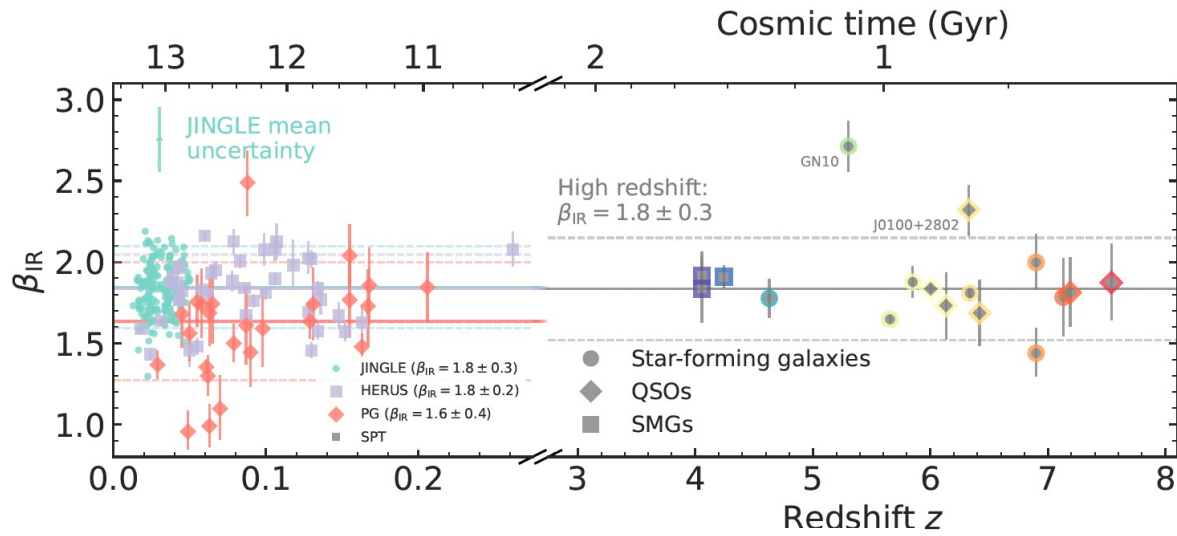 Cosmic time (Gyr)
13 12 11 2 1
3.0
2.5
2.0
1.5
1.0
β_IR
JINGLE mean
uncertainty
GN10
High redshift:
β_IR = 1.8 ± 0.3
J0100+2802
JINGLE (β_IR = 1.8 ± 0.3)
HERUS (β_IR = 1.8 ± 0.2)
PG (β_IR = 1.6 ± 0.4)
SPT
Star-forming galaxies
QSOs
SMGs
0.0 0.1 0.2 3 4 5 6 7 8
Redshift z